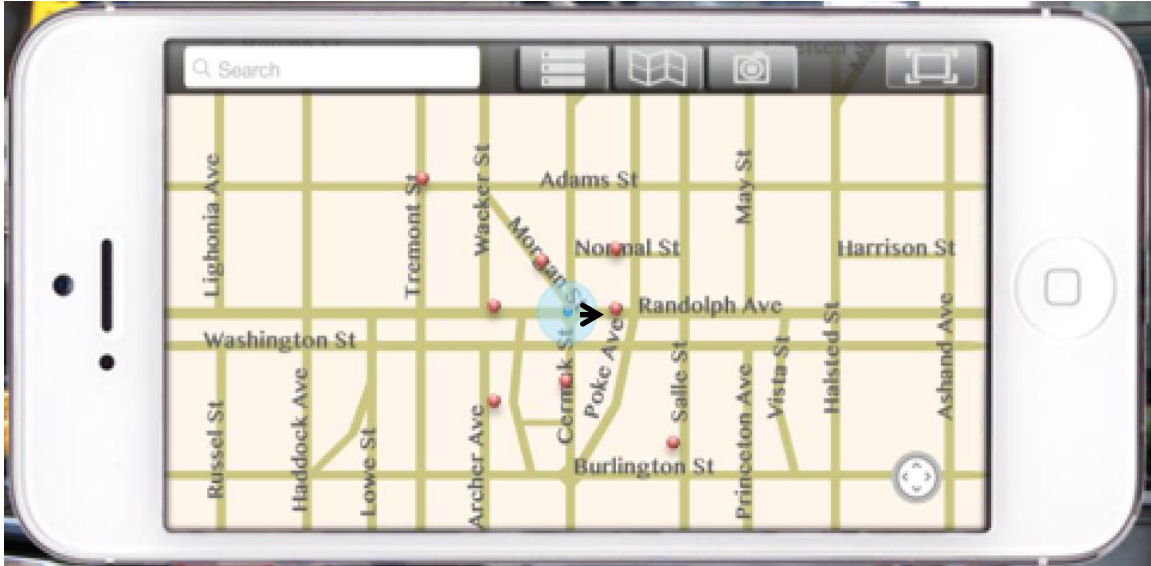 Search
Adams St
Lighonia Ave
Tremont St
Wacker St
May St
Morgan St
Normal St
Harrison St
Randolph Ave
Washington St
Cermak St
Poke Ave
Salle St
Vista St
Halsted St
Ashand Ave
Russel St
Haddock Ave
Lowe St
Archer Ave
Princeton Ave
Burlington St